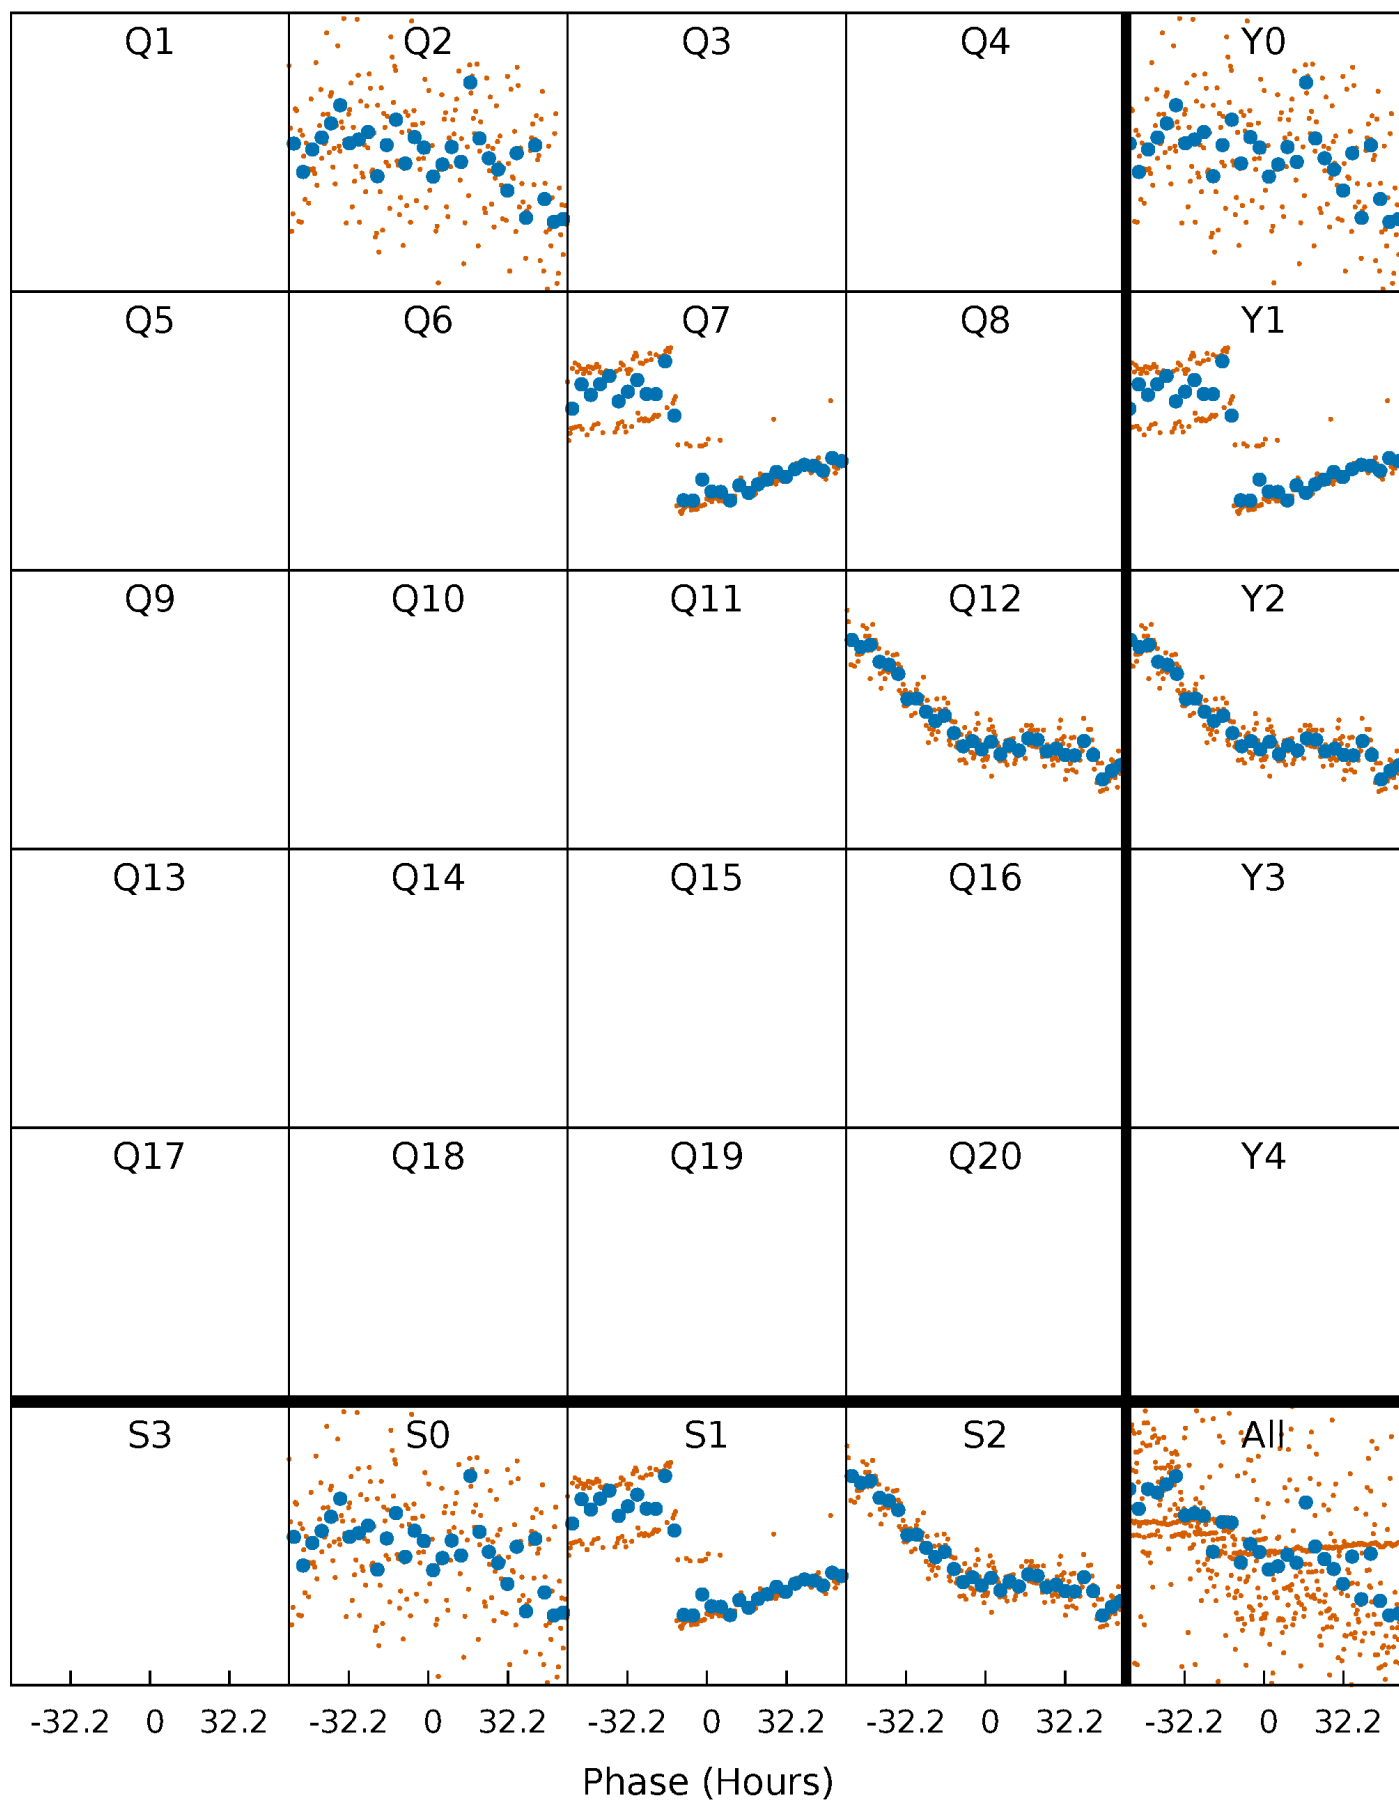 Q1 Q2 Q3 Q4 Y0
Q5 Q6 Q7 Q8 Y1
Q9 Q10 Q11 Q12 Y2
Q13 Q14 Q15 Q16 Y3
Q17 Q18 Q19 Q20 Y4
S3 S0 S1 S2 All
-32.2 0 32.2 -32.2 0 32.2 -32.2 0 32.2 -32.2 0 32.2 -32.2 0 32.2
Phase (Hours)